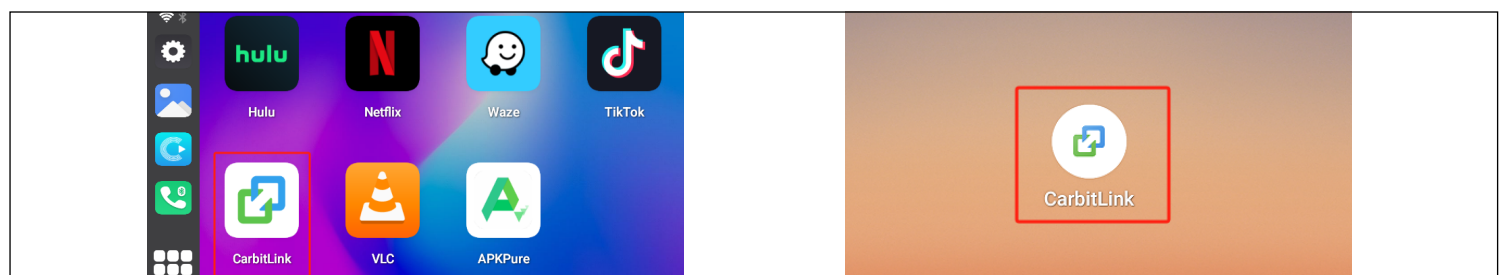 hulu
N
Hulu
Netflix
Waze
TikTok
CarbitLink
VLC
APKPure
CarbitLink